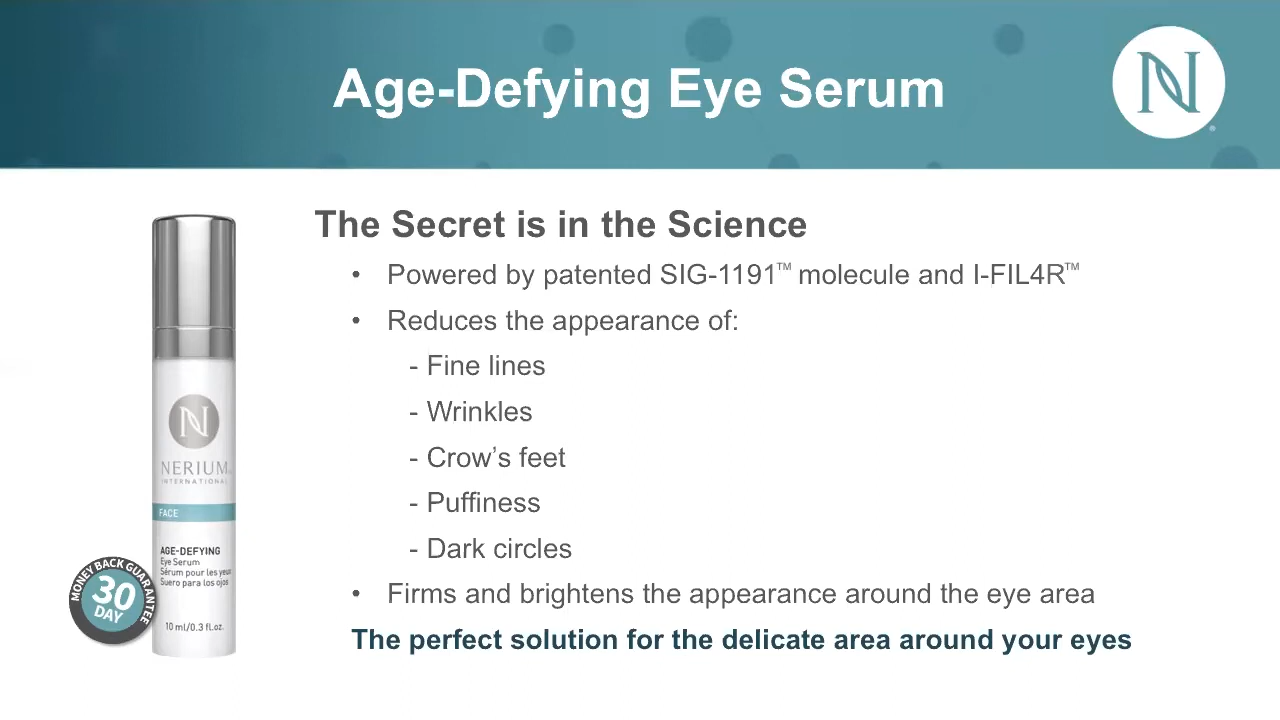 Age-Defying Eye Serum
N
The Secret is in the Science
• Powered by patented SIG-1191™ molecule and I-FIL4R™
• Reduces the appearance of:
- Fine lines
- Wrinkles
- Crow’s feet
- Puffiness
- Dark circles
• Firms and brightens the appearance around the eye area
The perfect solution for the delicate area around your eyes
N
NERIUM
INTERNATIONAL
FACE
AGE-DEFYING
Eye Serum
Sérum pour les yeux
Suero para los ojos
10 ml/0.3 fl.oz.
MONEY BACK GUARANTEE
30
DAY